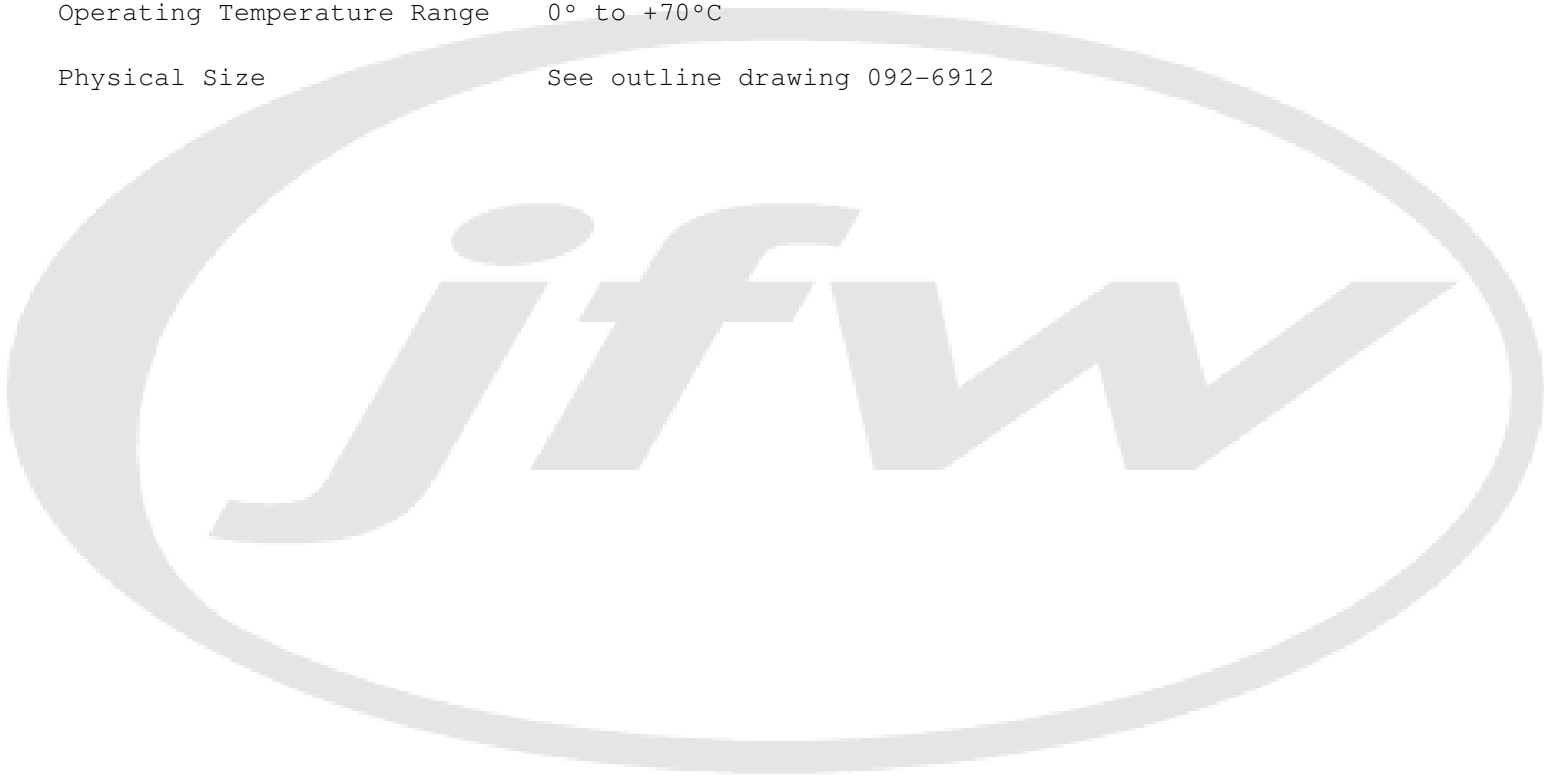 Operating Temperature Range 0° to +70°C
Physical Size See outline drawing 092-6912
jfw